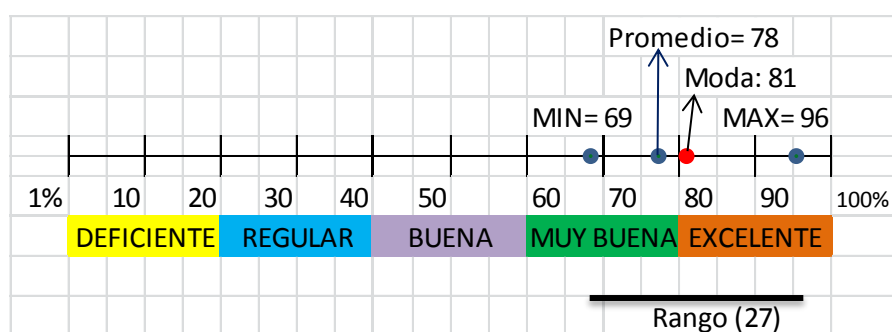 Promedio= 78
Moda: 81
MIN= 69 MAX= 96
1% 10 20 30 40 50 60 70 80 90 100%
DEFICIENTE REGULAR BUENA MUY BUENA EXCELENTE
Rango (27)